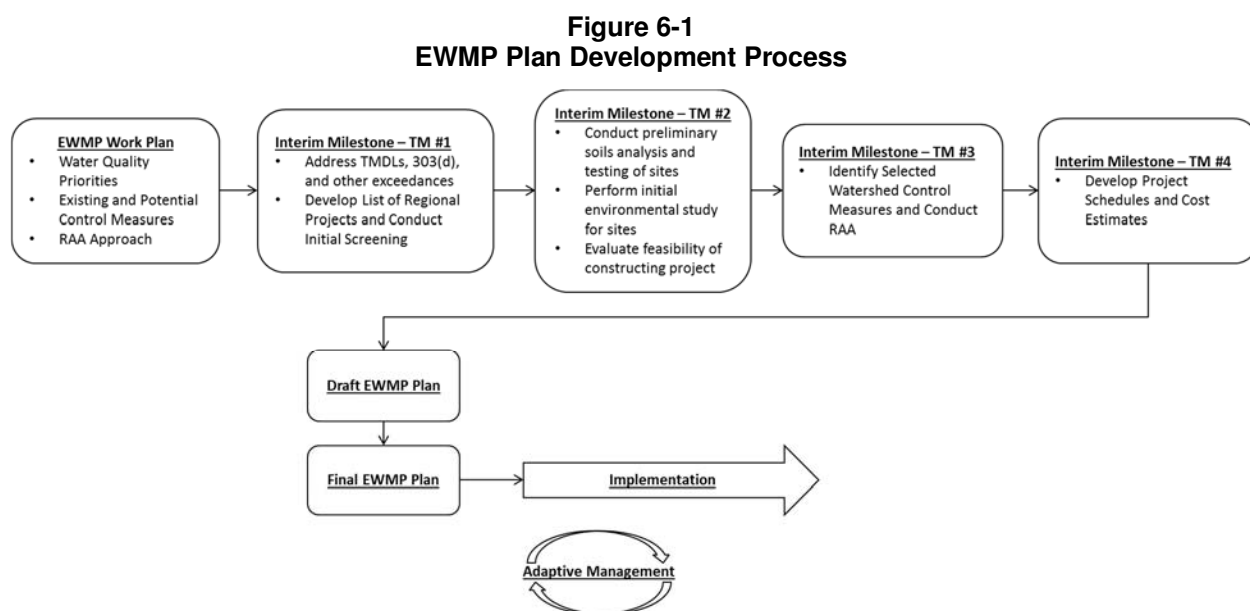 Figure 6-1
EWMP Plan Development Process
EWMP Work Plan
• Water Quality
Priorities
• Existing and Potential
Control Measures
• RAA Approach
Interim Milestone – TM #1
• Address TMDLs, 303(d),
and other exceedances
• Develop List of Regional
Projects and Conduct
Initial Screening
Interim Milestone – TM #2
• Conduct preliminary
soils analysis and
testing of sites
• Perform initial
environmental study
for sites
• Evaluate feasibility of
constructing project
Interim Milestone – TM #3
• Identify Selected
Watershed Control
Measures and Conduct
RAA
Interim Milestone – TM #4
• Develop Project
Schedules and Cost
Estimates
Draft EWMP Plan
Final EWMP Plan
Implementation
Adaptive Management